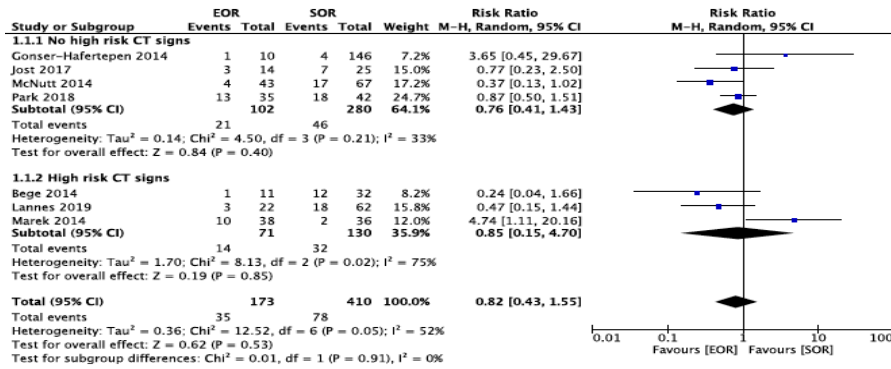 EOR SOR Risk Ratio Risk Ratio
Study or Subgroup Events Total Events Total Weight M-H, Random, 95% CI M-H, Random, 95% CI
1.1.1 No high risk CT signs
Gonser-Hafertepen 2014 1 10 4 146 7.2% 3.65 [0.45, 29.67]
Jost 2017 3 14 7 25 15.0% 0.77 [0.23, 2.50]
McNutt 2014 4 43 17 67 17.2% 0.37 [0.13, 1.02]
Park 2018 13 35 18 42 24.7% 0.87 [0.50, 1.51]
Subtotal (95% CI) 102 280 64.1% 0.76 [0.41, 1.43]
Total events 21 46
Heterogeneity: Tau² = 0.14; Chi² = 4.50, df = 3 (P = 0.21); I² = 33%
Test for overall effect: Z = 0.84 (P = 0.40)
1.1.2 High risk CT signs
Bege 2014 1 11 12 32 8.2% 0.24 [0.04, 1.66]
Lannes 2019 3 22 18 62 15.8% 0.47 [0.15, 1.44]
Marek 2014 10 38 2 36 12.0% 4.74 [1.11, 20.16]
Subtotal (95% CI) 71 130 35.9% 0.85 [0.15, 4.70]
Total events 14 32
Heterogeneity: Tau² = 1.70; Chi² = 8.13, df = 2 (P = 0.02); I² = 75%
Test for overall effect: Z = 0.19 (P = 0.85)
Total (95% CI) 173 410 100.0% 0.82 [0.43, 1.55]
Total events 35 78
Heterogeneity: Tau² = 0.36; Chi² = 12.52, df = 6 (P = 0.05); I² = 52%
Test for overall effect: Z = 0.62 (P = 0.53)
Test for subgroup differences: Chi² = 0.01, df = 1 (P = 0.91), I² = 0%
0.01 0.1 1 10 100
Favours [EOR] Favours [SOR]